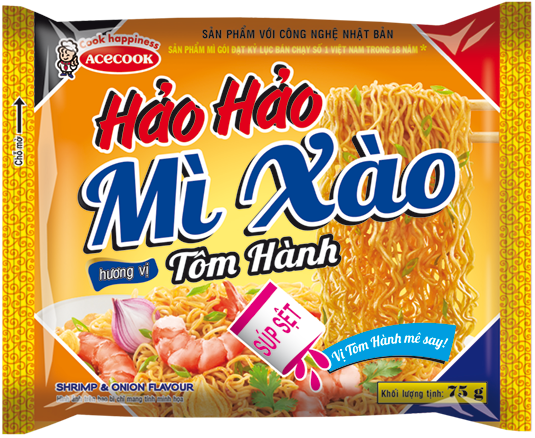 Cook happiness
ACECOOK
SẢN PHẨM VỚI CÔNG NGHỆ NHẬT BẢN
SẢN PHẨM MÌ GÓI ĐẠT KỶ LỤC BÁN CHẠY SỐ 1 VIỆT NAM TRONG 18 NĂM *
Chỗ mở
Hảo Hảo
Mì Xào
hương vị
Tôm Hành
SÚP SỆT
Vị Tôm Hành mê say!
SHRIMP & ONION FLAVOUR
Khối lượng tịnh: 75 g